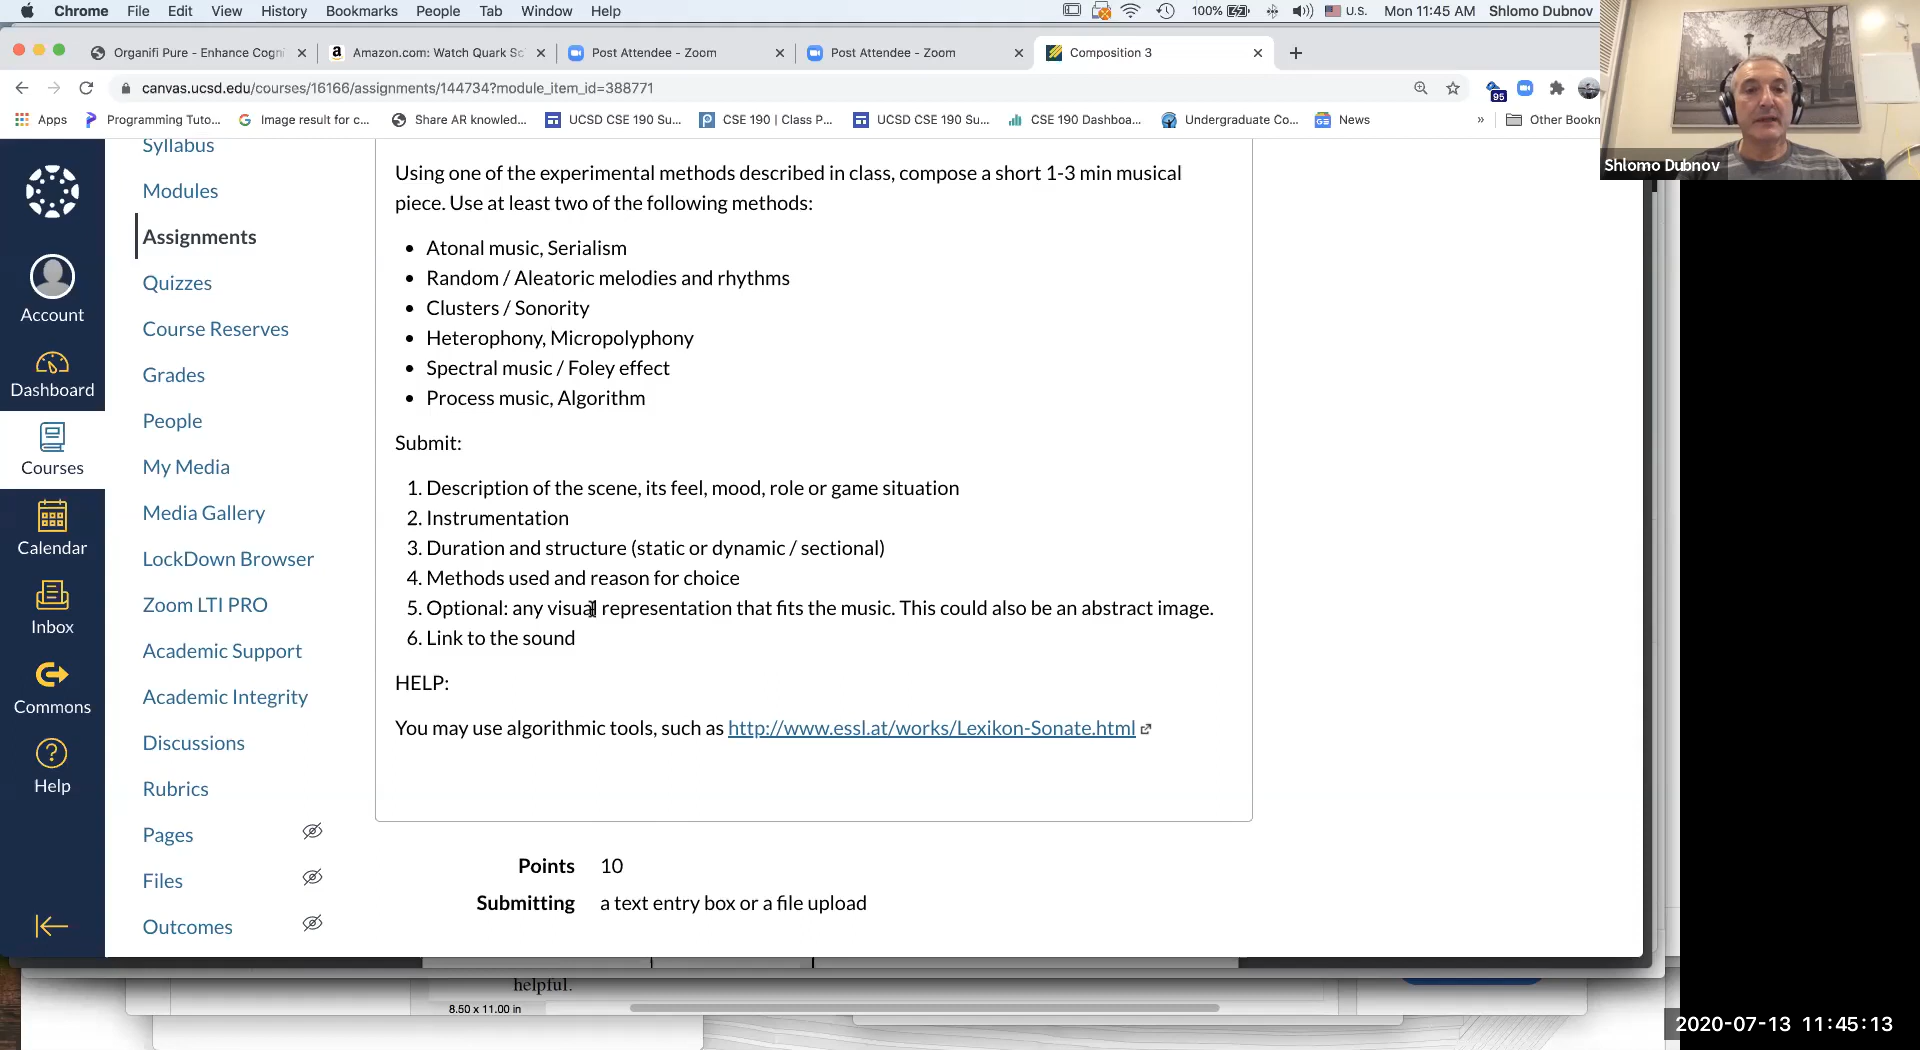 Chrome File Edit View History Bookmarks People Tab Window Help 100% U.S. Mon 11:45 AM Shlomo Dubnov
Organifi Pure - Enhance Cogni
Amazon.com: Watch Quark Sc
Post Attendee - Zoom
Post Attendee - Zoom
Composition 3
canvas.ucsd.edu/courses/16166/assignments/144734?module_item_id=388771
95
Apps
Programming Tuto...
Image result for c...
Share AR knowled...
UCSD CSE 190 Su...
CSE 190 | Class P...
UCSD CSE 190 Su...
CSE 190 Dashboa...
Undergraduate Co...
News
»
Other Bookn
Shlomo Dubnov
Account
Dashboard
Courses
Calendar
Inbox
Commons
Help
Syllabus
Modules
Assignments
Quizzes
Course Reserves
Grades
People
My Media
Media Gallery
LockDown Browser
Zoom LTI PRO
Academic Support
Academic Integrity
Discussions
Rubrics
Pages
Files
Outcomes
Using one of the experimental methods described in class, compose a short 1-3 min musical
piece. Use at least two of the following methods:
• Atonal music, Serialism
• Random / Aleatoric melodies and rhythms
• Clusters / Sonority
• Heterophony, Micropolyphony
• Spectral music / Foley effect
• Process music, Algorithm
Submit:
1. Description of the scene, its feel, mood, role or game situation
2. Instrumentation
3. Duration and structure (static or dynamic / sectional)
4. Methods used and reason for choice
5. Optional: any visual representation that fits the music. This could also be an abstract image.
6. Link to the sound
HELP:
You may use algorithmic tools, such as http://www.essl.at/works/Lexikon-Sonate.html
Points 10
Submitting a text entry box or a file upload
helpful.
8.50 x 11.00 in
2020-07-13 11:45:13